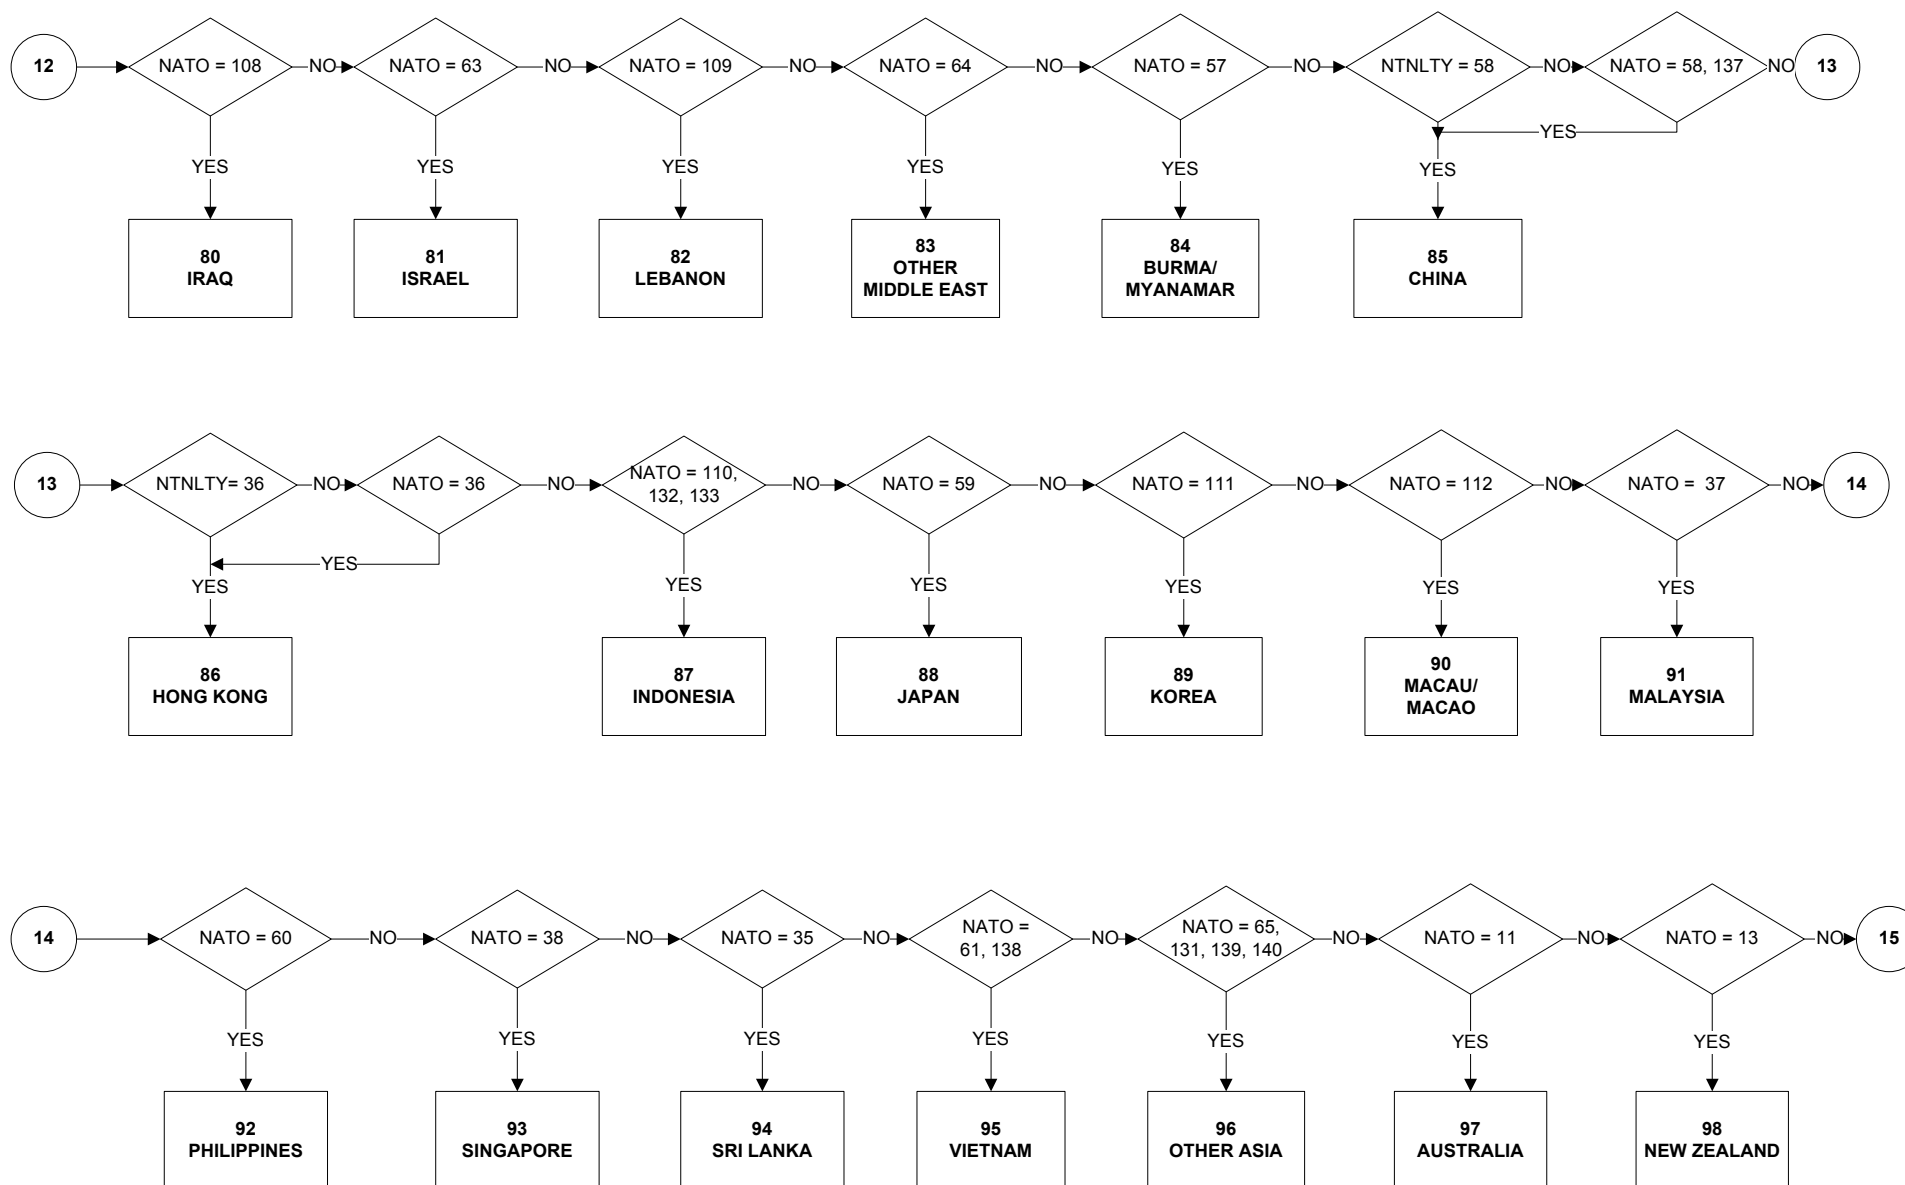 12
NATO = 108
NO
NATO = 63
NO
NATO = 109
NO
NATO = 64
NO
NATO = 57
NO
NTNLTY = 58
NO
NATO = 58, 137
NO
13
YES
YES
YES
YES
YES
YES
YES
80
IRAQ
81
ISRAEL
82
LEBANON
83
OTHER
MIDDLE EAST
84
BURMA/
MYANAMAR
85
CHINA
13
NTNLTY= 36
NO
NATO = 36
NO
NATO = 110,
132, 133
NO
NATO = 59
NO
NATO = 111
NO
NATO = 112
NO
NATO = 37
NO
14
YES
YES
YES
YES
YES
YES
YES
86
HONG KONG
87
INDONESIA
88
JAPAN
89
KOREA
90
MACAU/
MACAO
91
MALAYSIA
14
NATO = 60
NO
NATO = 38
NO
NATO = 35
NO
NATO =
61, 138
NO
NATO = 65,
131, 139, 140
NO
NATO = 11
NO
NATO = 13
NO
15
YES
YES
YES
YES
YES
YES
YES
92
PHILIPPINES
93
SINGAPORE
94
SRI LANKA
95
VIETNAM
96
OTHER ASIA
97
AUSTRALIA
98
NEW ZEALAND